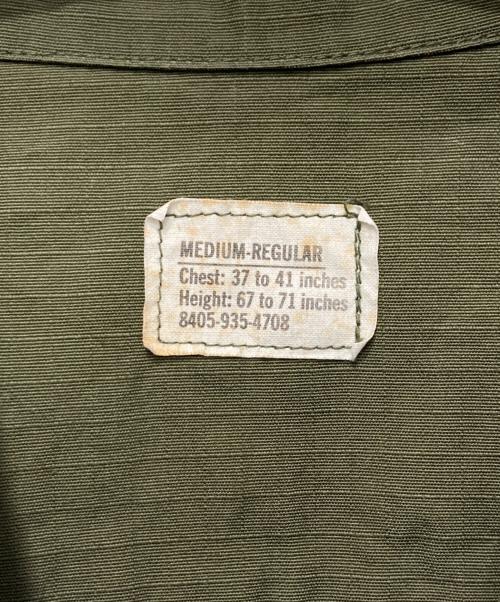 MEDIUM-REGULAR
Chest: 37 to 41 inches
Height: 67 to 71 inches
8405-935-4708